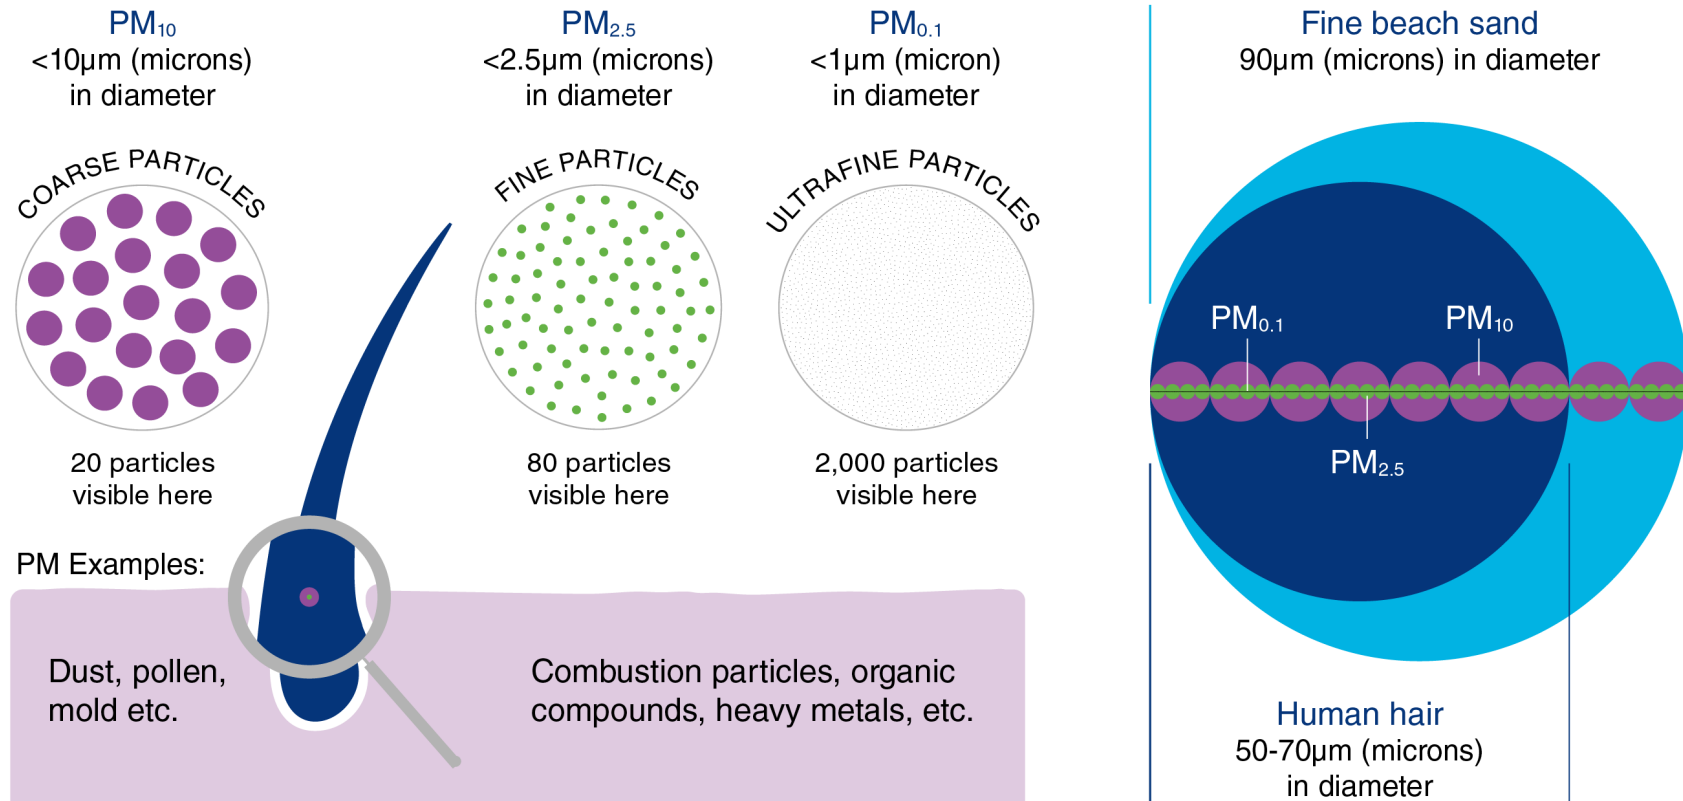 PM10
<10µm (microns)
in diameter
COARSE PARTICLES
20 particles
visible here
PM2.5
<2.5µm (microns)
in diameter
FINE PARTICLES
80 particles
visible here
PM0.1
<1µm (micron)
in diameter
ULTRAFINE PARTICLES
2,000 particles
visible here
PM Examples:
Dust, pollen,
mold etc.
Combustion particles, organic
compounds, heavy metals, etc.
Fine beach sand
90µm (microns) in diameter
PM0.1
PM10
PM2.5
Human hair
50-70µm (microns)
in diameter